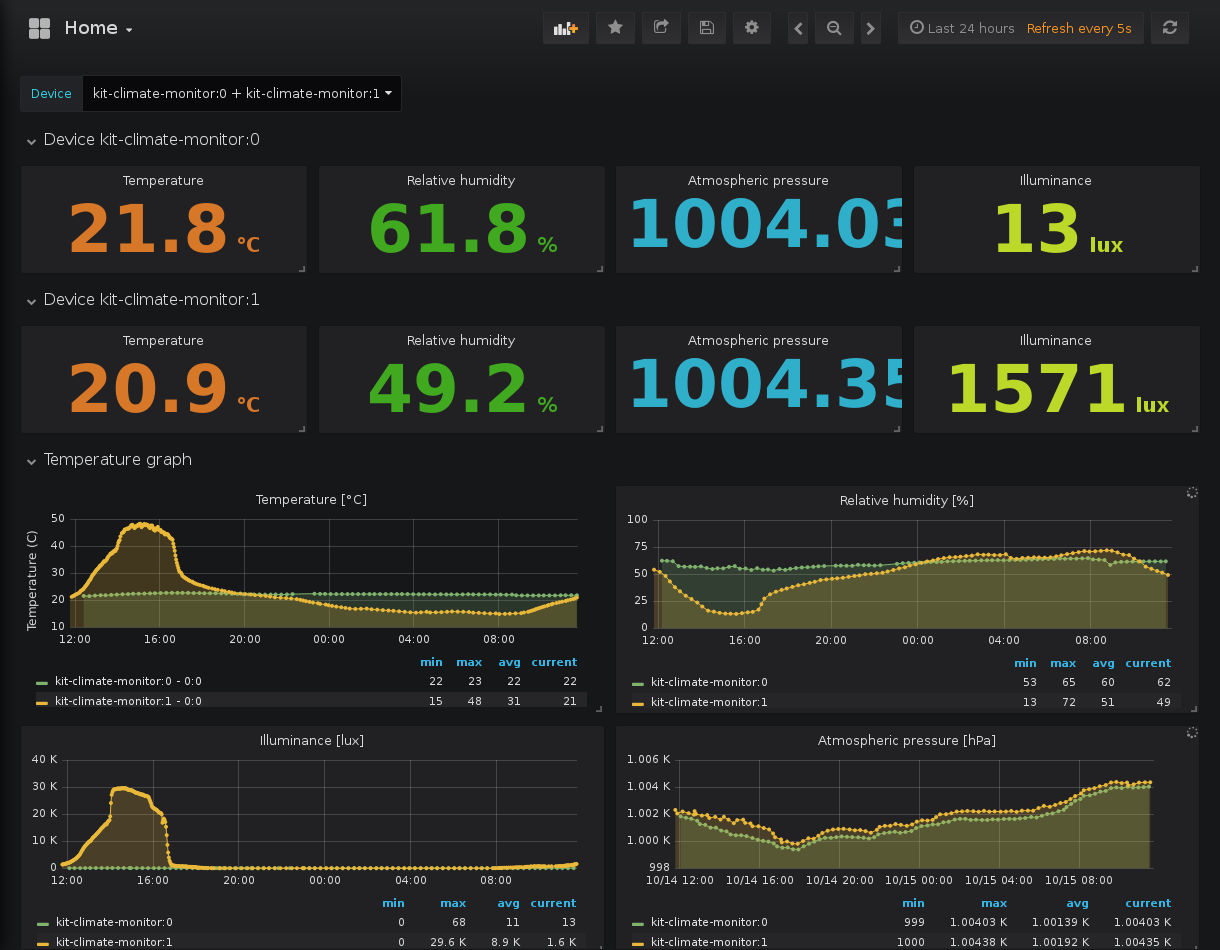 Home
Last 24 hours Refresh every 5s
Device kit-climate-monitor:0 + kit-climate-monitor:1
Device kit-climate-monitor:0
Temperature Relative humidity Atmospheric pressure Illuminance
21.8 °C 61.8 % 1004.03 13 lux
Device kit-climate-monitor:1
Temperature Relative humidity Atmospheric pressure Illuminance
20.9 °C 49.2 % 1004.35 1571 lux
Temperature graph
Temperature [°C]
Temperature (C)
50
40
30
20
10
12:00 16:00 20:00 00:00 04:00 08:00
min max avg current
kit-climate-monitor:0 - 0:0 22 23 22 22
kit-climate-monitor:1 - 0:0 15 48 31 21
Relative humidity [%]
100
75
50
25
0
12:00 16:00 20:00 00:00 04:00 08:00
min max avg current
kit-climate-monitor:0 53 65 60 62
kit-climate-monitor:1 13 72 51 49
Illuminance [lux]
40 K
30 K
20 K
10 K
0
12:00 16:00 20:00 00:00 04:00 08:00
min max avg current
kit-climate-monitor:0 0 68 11 13
kit-climate-monitor:1 0 29.6 K 8.9 K 1.6 K
Atmospheric pressure [hPa]
1.006 K
1.004 K
1.002 K
1.000 K
998
10/14 12:00 10/14 16:00 10/14 20:00 10/15 00:00 10/15 04:00 10/15 08:00
min max avg current
kit-climate-monitor:0 999 1.00403 K 1.00139 K 1.00403 K
kit-climate-monitor:1 1000 1.00438 K 1.00192 K 1.00435 K